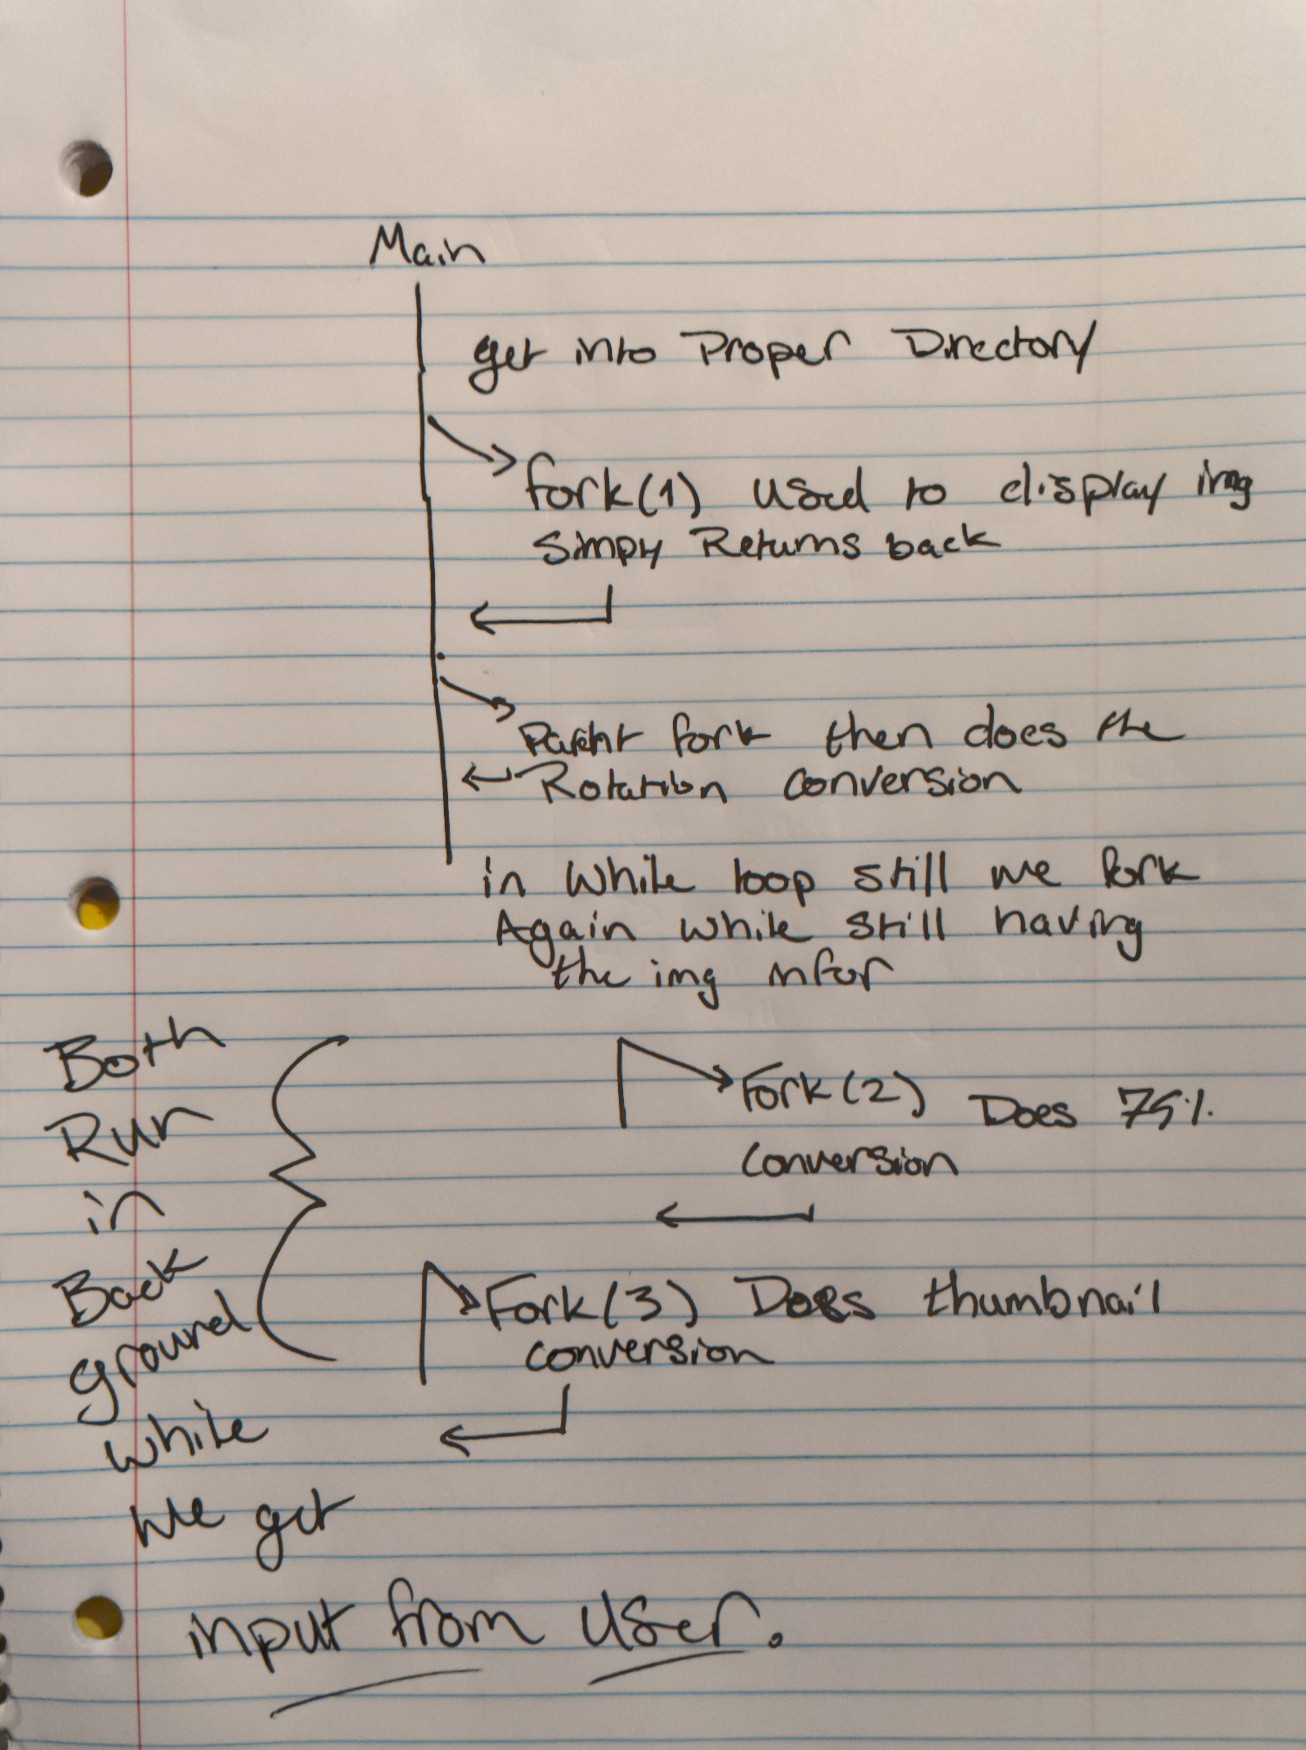 Main
get into Proper Directory
fork(1) used to display img
Simply Returns back
Parent fork then does the
Rotation conversion
in while loop still we fork
Again while still having
the img infor
Both
Run
in
Back
ground
while
we get
input from user.
Fork(2) Does 75%
conversion
Fork(3) Does thumbnail
conversion